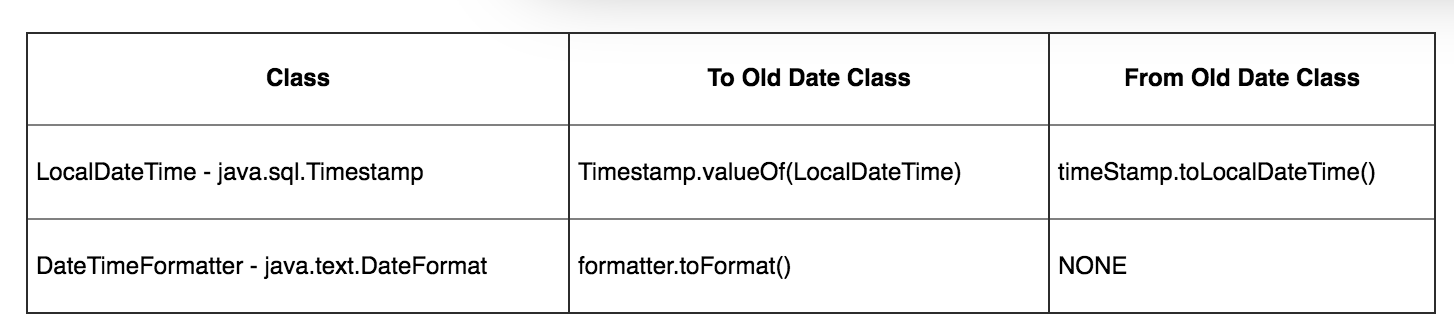 Class To Old Date Class From Old Date Class
LocalDateTime - java.sql.Timestamp Timestamp.valueOf(LocalDateTime) timeStamp.toLocalDateTime()
DateTimeFormatter - java.text.DateFormat formatter.toFormat() NONE